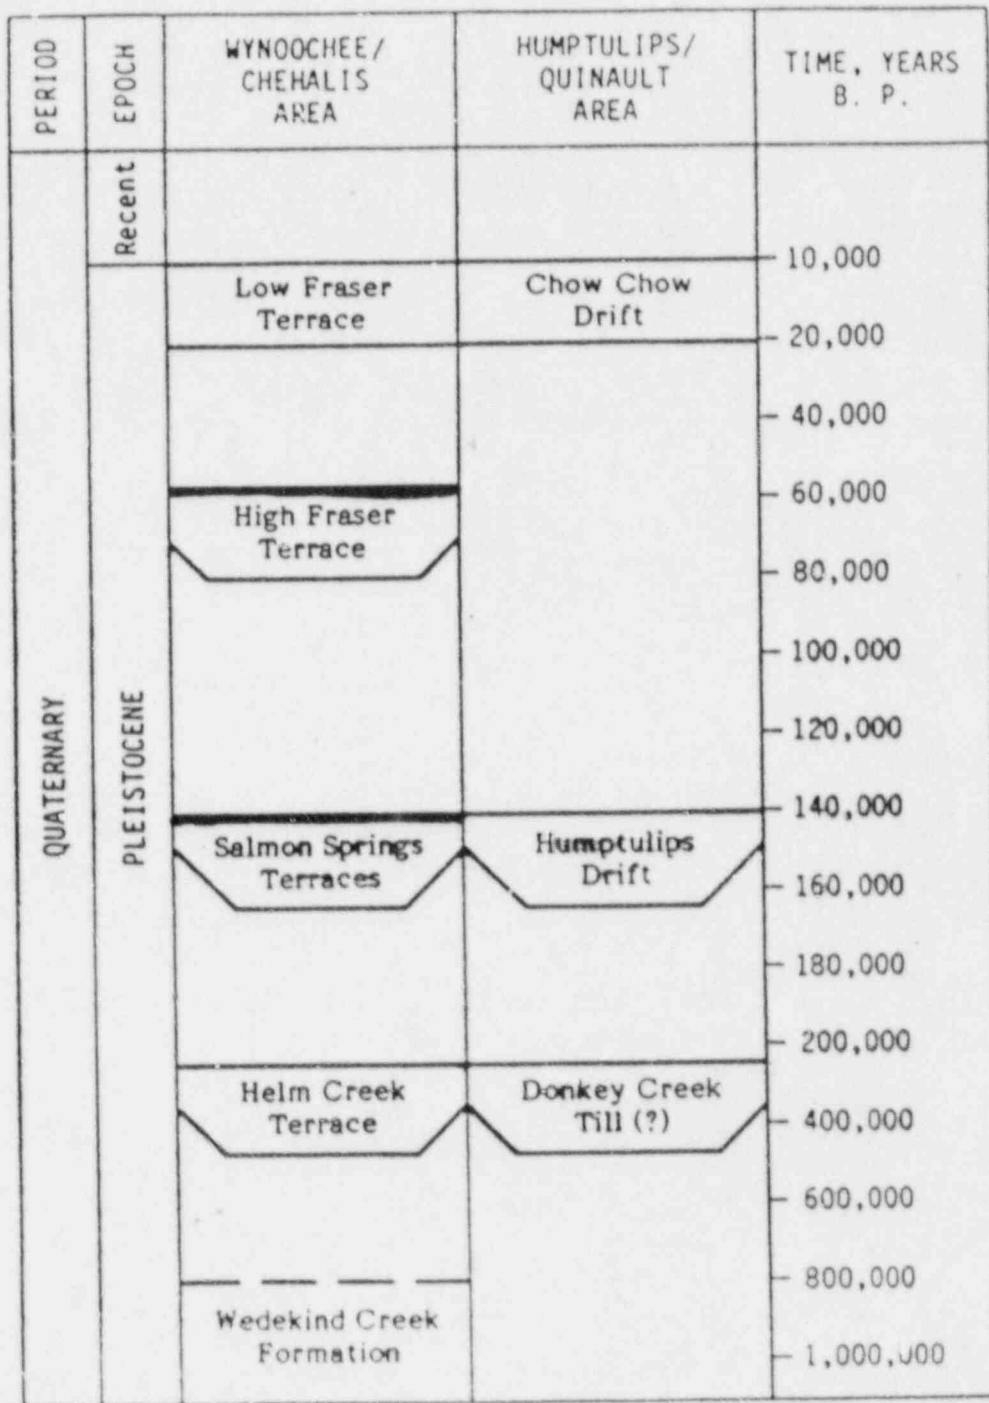 PERIOD
EPOCH
WYNOOCHEE/
CHEHALIS
AREA
HUMPTULIPS/
QUINAULT
AREA
TIME, YEARS
B. P.
QUATERNARY
Recent
PLEISTOCENE
10,000
Low Fraser
Terrace
Chow Chow
Drift
20,000
40,000
60,000
High Fraser
Terrace
80,000
100,000
120,000
140,000
Salmon Springs
Terraces
Humptulips
Drift
160,000
180,000
200,000
Helm Creek
Terrace
Donkey Creek
Till (?)
400,000
600,000
800,000
Wedekind Creek
Formation
1,000,000